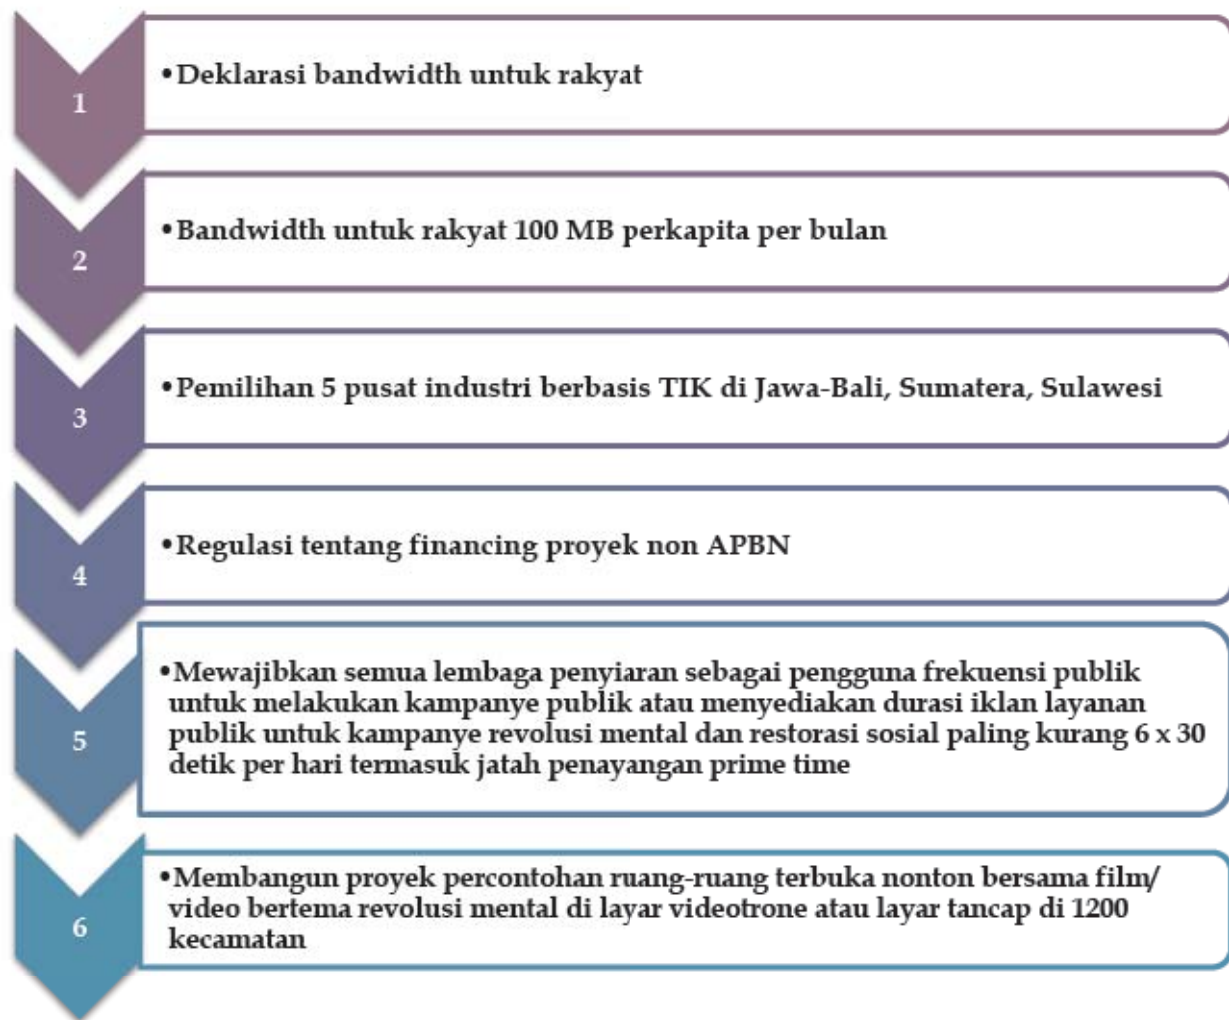 1
•Deklarasi bandwidth untuk rakyat
2
•Bandwidth untuk rakyat 100 MB perkapita per bulan
3
•Pemilihan 5 pusat industri berbasis TIK di Jawa-Bali, Sumatera, Sulawesi
4
•Regulasi tentang financing proyek non APBN
5
•Mewajibkan semua lembaga penyiaran sebagai pengguna frekuensi publik
untuk melakukan kampanye publik atau menyediakan durasi iklan layanan
publik untuk kampanye revolusi mental dan restorasi sosial paling kurang 6 x 30
detik per hari termasuk jatah penayangan prime time
6
•Membangun proyek percontohan ruang-ruang terbuka nonton bersama film/
video bertema revolusi mental di layar videotrone atau layar tancap di 1200
kecamatan